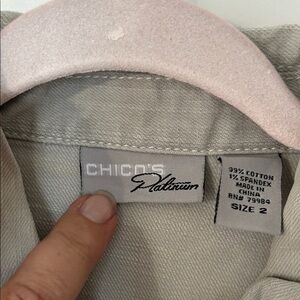 CHICO'S
Platinum
99% COTTON
1% SPANDEX
MADE IN
CHINA
RN# 79984
SIZE 2